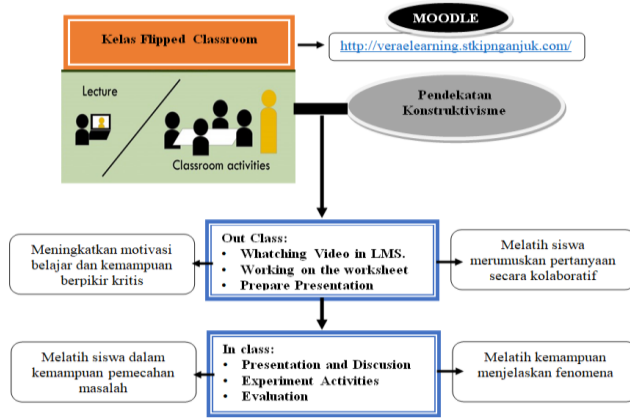 MOODLE
Kelas Flipped Classroom
http://veraelearning.stkipnganjuk.com/
Lecture
Classroom activities
Pendekatan
Konstruktivisme
Out Class:
• Whatching Video in LMS.
• Working on the worksheet
• Prepare Presentation
Meningkatkan motivasi
belajar dan kemampuan
berpikir kritis
Melatih siswa
merumuskan pertanyaan
secara kolaboratif
In class:
• Presentation and Discusion
• Experiment Activities
• Evaluation
Melatih siswa dalam
kemampuan pemecahan
masalah
Melatih kemampuan
menjelaskan fenomena